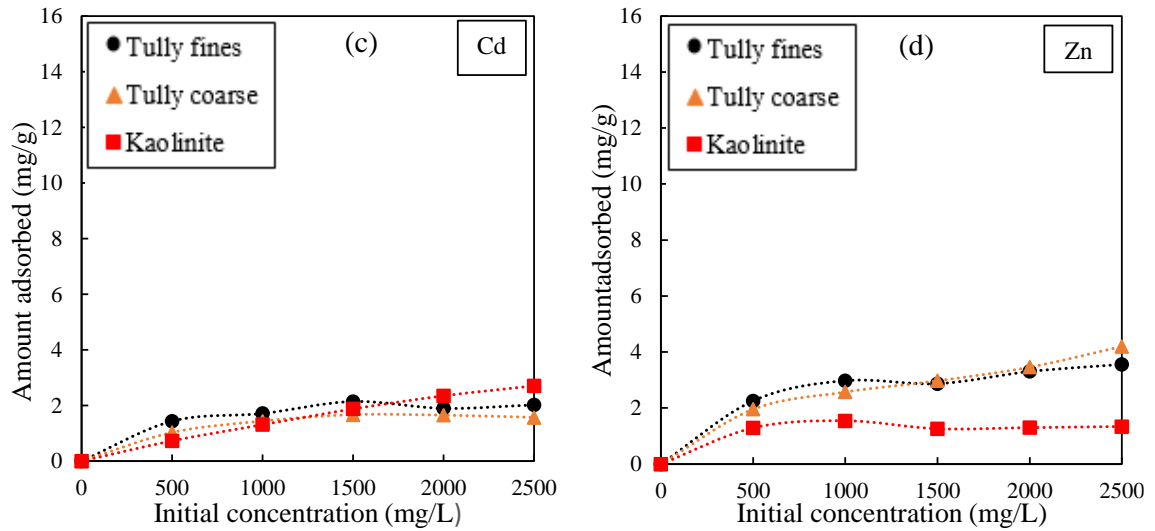 (c)
Cd
Tully fines
Tully coarse
Kaolinite
Amount adsorbed (mg/g)
16
14
12
10
8
6
4
2
0
0 500 1000 1500 2000 2500
Initial concentration (mg/L)
(d)
Zn
Tully fines
Tully coarse
Kaolinite
Amountadsorbed (mg/g)
16
14
12
10
8
6
4
2
0
0 500 1000 1500 2000 2500
Initial concentration (mg/L)